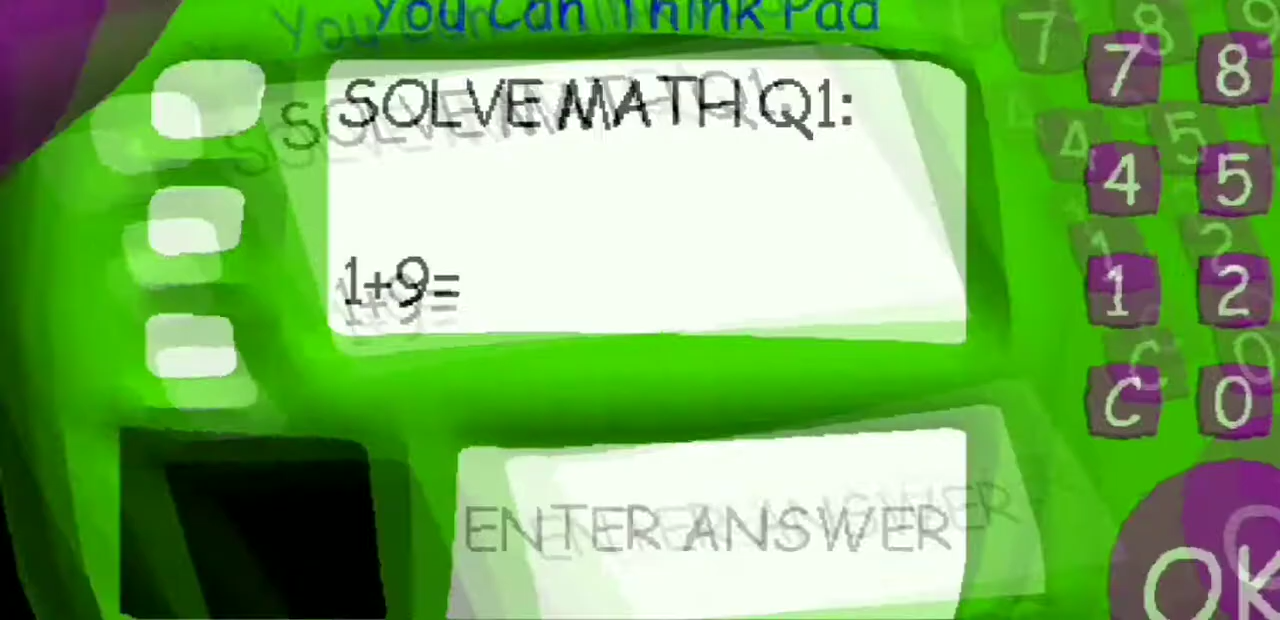 You Can Think Pad
SOLVE MATH Q1:
1+9=
ENTER ANSWER
7 8 9
4 5
1 2
C 0
OK